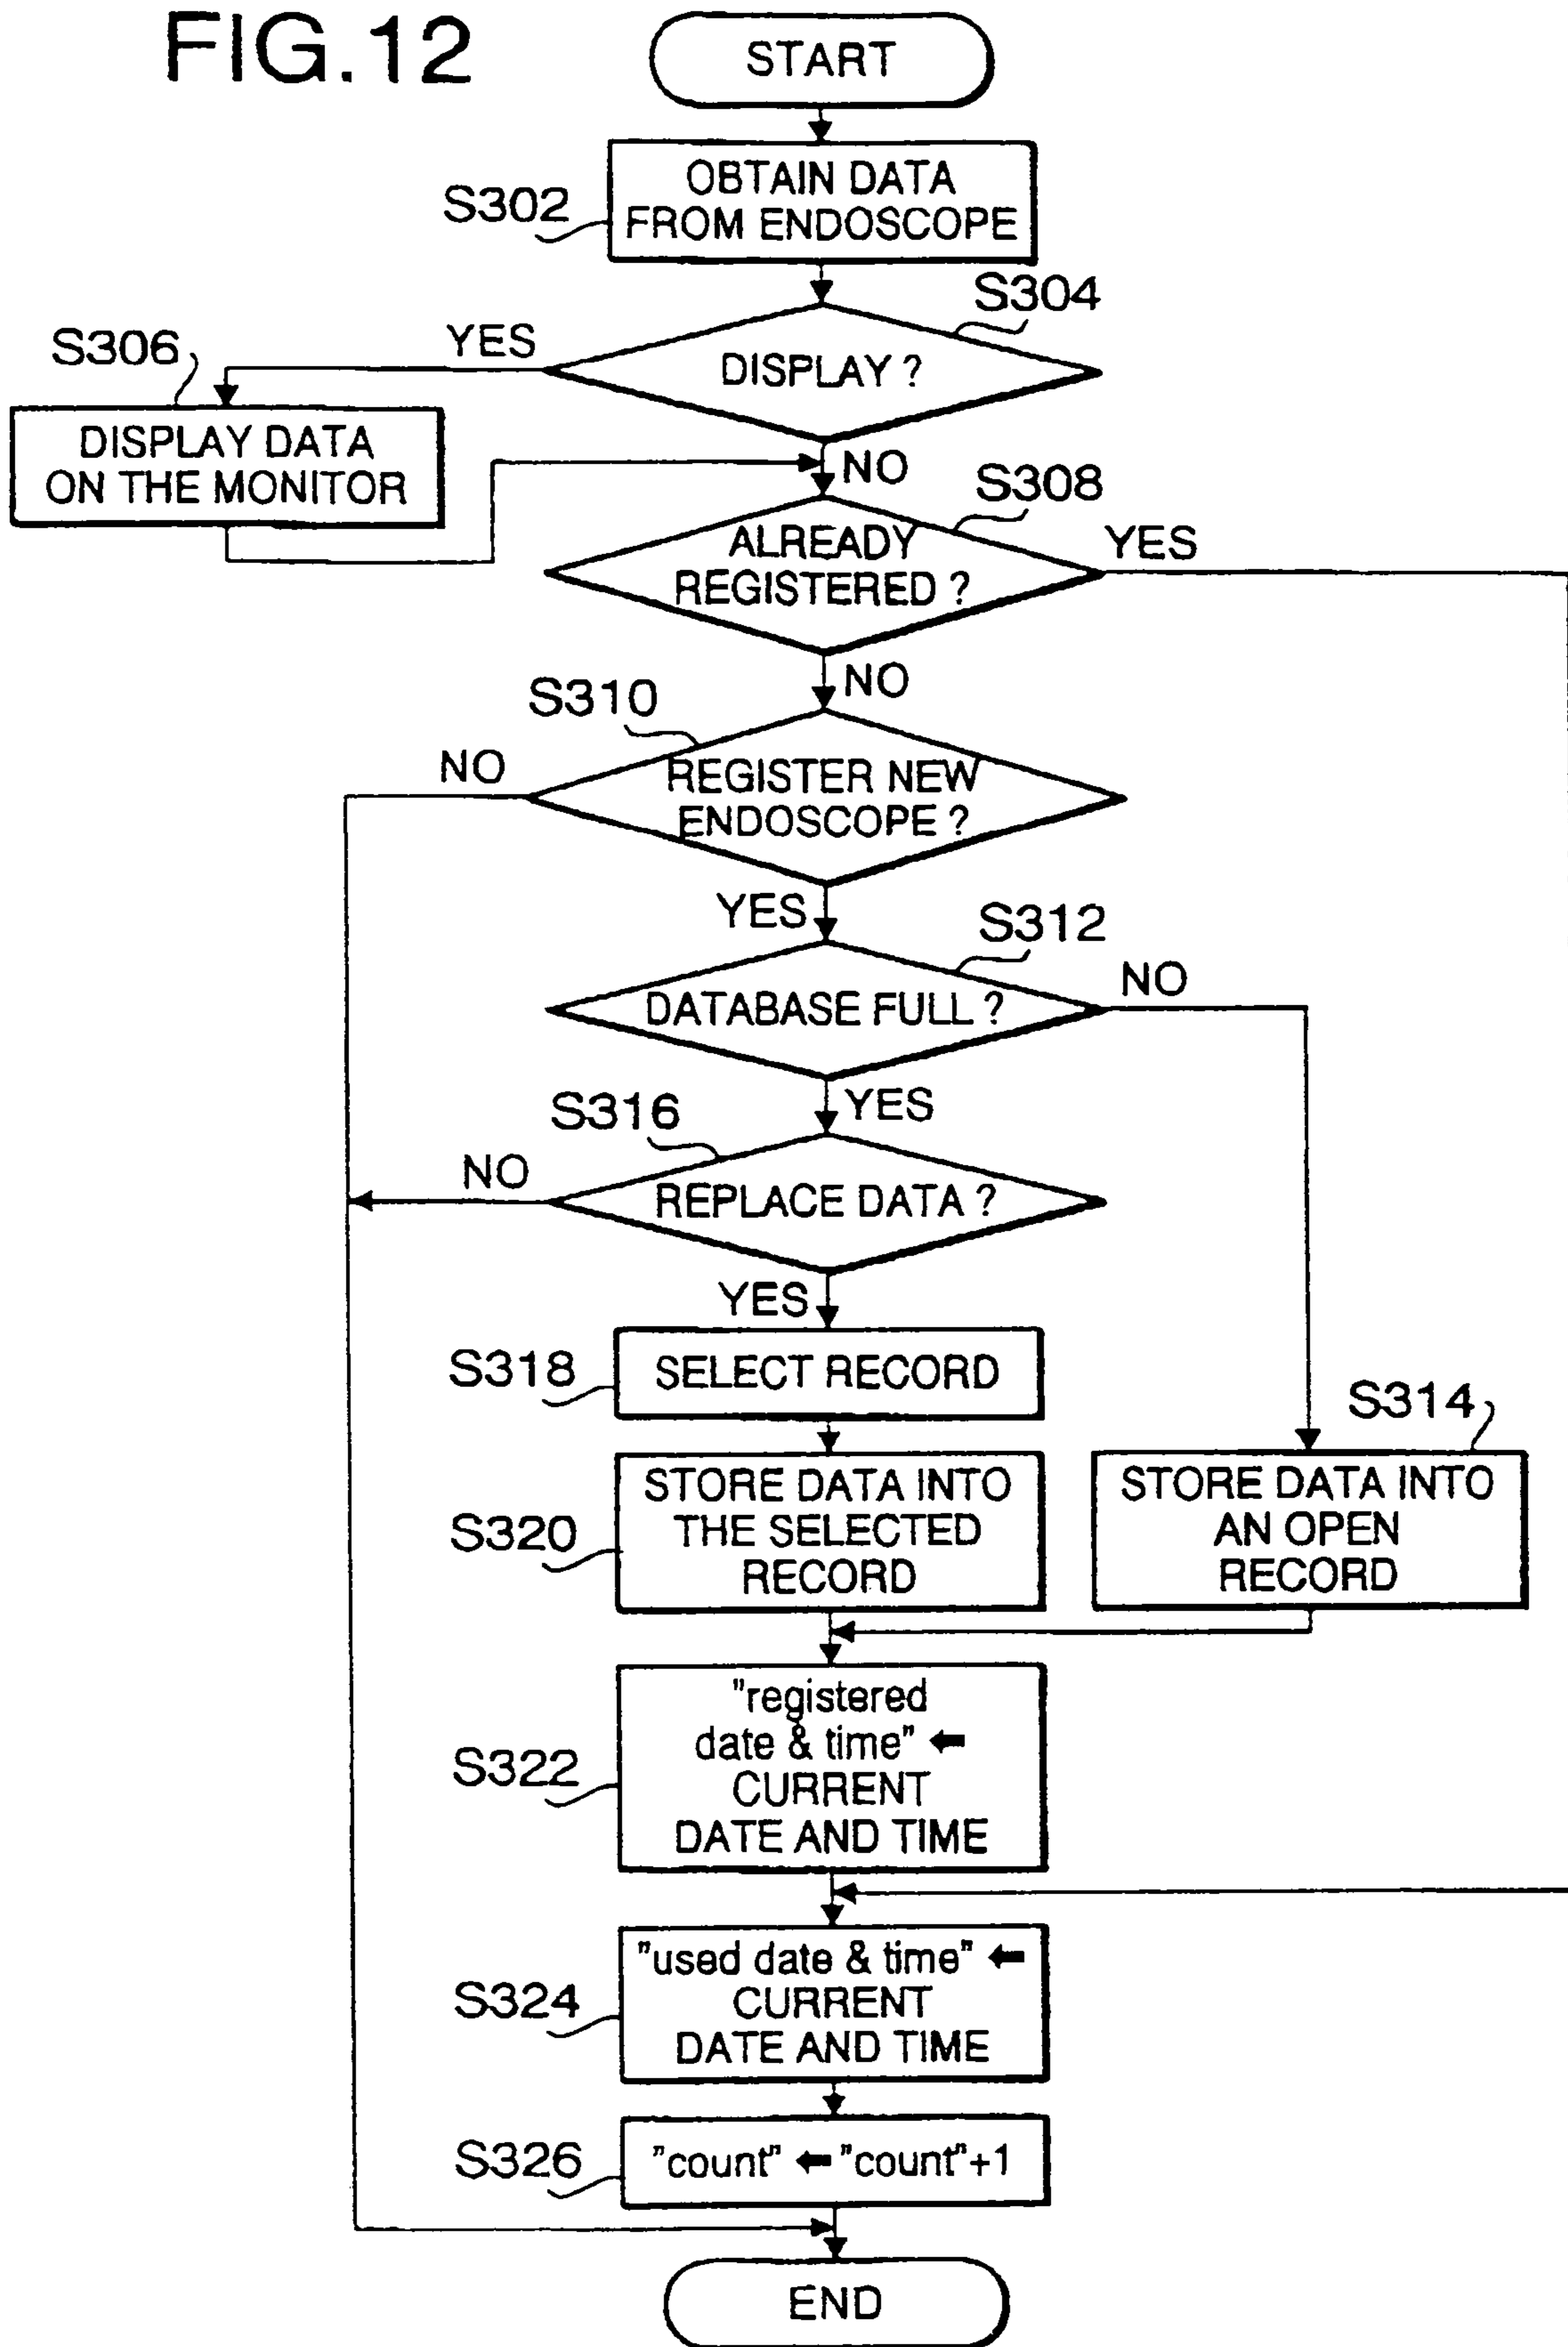 FIG.12
START
S302
OBTAIN DATA
FROM ENDOSCOPE
S304
DISPLAY ?
YES
S306
DISPLAY DATA
ON THE MONITOR
NO
S308
ALREADY
REGISTERED ?
YES
NO
S310
REGISTER NEW
ENDOSCOPE ?
NO
YES
S312
DATABASE FULL ?
NO
YES
S316
REPLACE DATA ?
NO
YES
S318
SELECT RECORD
S314
STORE DATA INTO
AN OPEN
RECORD
S320
STORE DATA INTO
THE SELECTED
RECORD
S322
"registered
date & time" ←
CURRENT
DATE AND TIME
S324
"used date & time" ←
CURRENT
DATE AND TIME
S326
"count" ← "count"+1
END